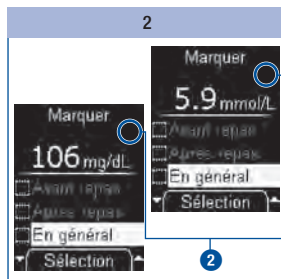 2
Marquer
106 mg/dL
Avant repas
Après repas
En général
Sélection
Marquer
5.9 mmol/L
Avant repas
Après repas
En général
Sélection
2